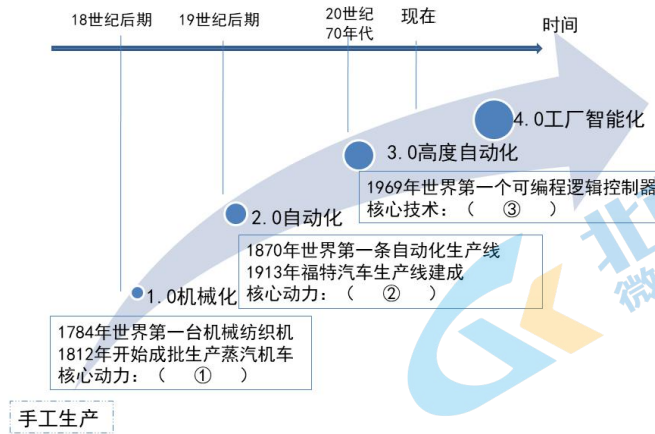 18世纪后期
19世纪后期
20世纪
70年代
现在
时间
4.0工厂智能化
3.0高度自动化
1969年世界第一个可编程逻辑控制器
核心技术：（ ③ ）
2.0自动化
1870年世界第一条自动化生产线
1913年福特汽车生产线建成
核心动力：（ ② ）
1.0机械化
1784年世界第一台机械纺织机
1812年开始成批生产蒸汽机车
核心动力：（ ① ）
手工生产
北
微